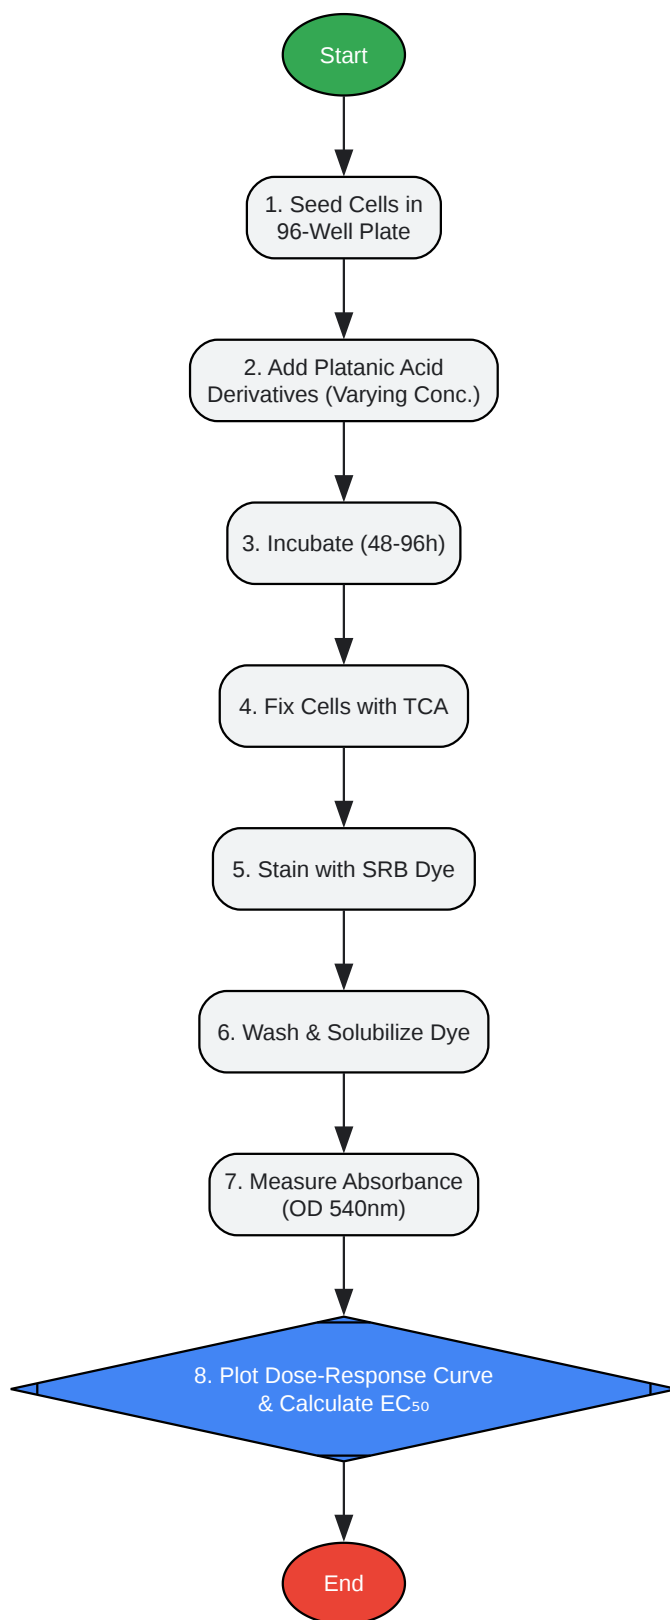 Start
1. Seed Cells in
96-Well Plate
2. Add Platanic Acid
Derivatives (Varying Conc.)
3. Incubate (48-96h)
4. Fix Cells with TCA
5. Stain with SRB Dye
6. Wash & Solubilize Dye
7. Measure Absorbance
(OD 540nm)
8. Plot Dose-Response Curve
& Calculate EC₅₀
End